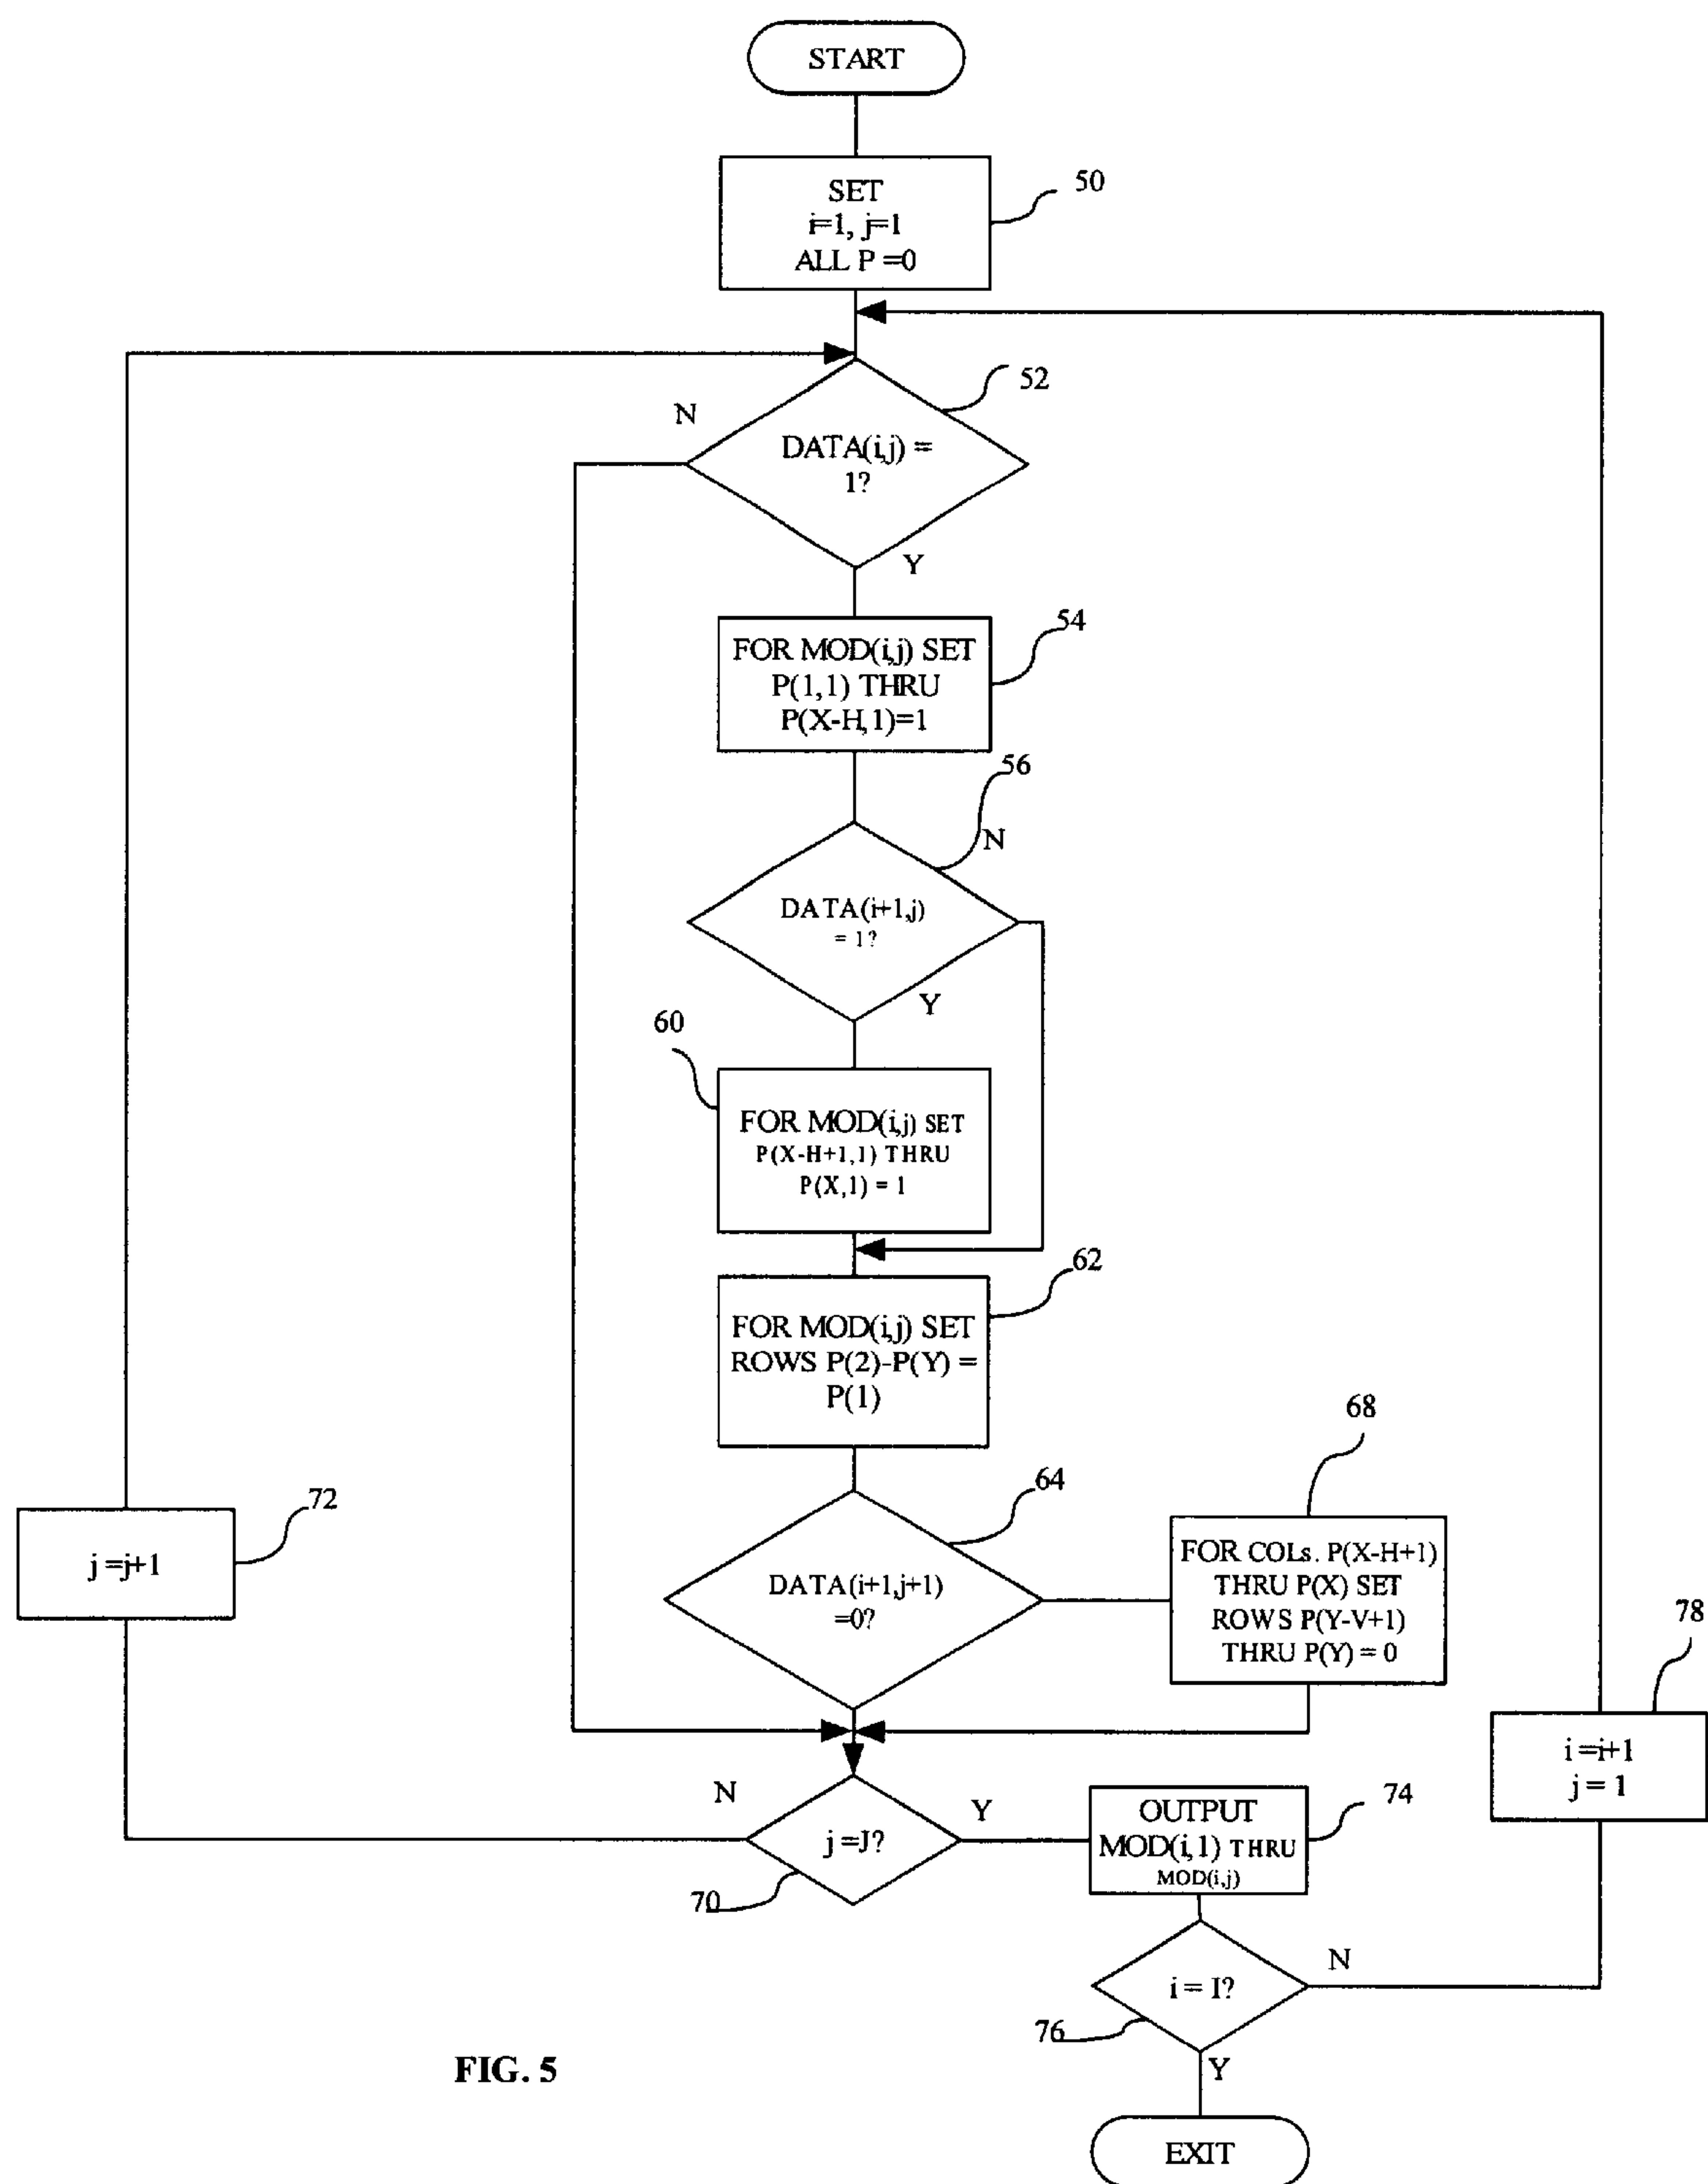 START
SET
i=1, j=1
ALL P =0
50
52
N
DATA(i,j) =
1?
Y
54
FOR MOD(i,j) SET
P(1,1) THRU
P(X-H,1)=1
56
N
DATA(i+1,j)
= 1?
Y
60
FOR MOD(i,j) SET
P(X-H+1,1) THRU
P(X,1) = 1
62
FOR MOD(i,j) SET
ROWS P(2)-P(Y) =
P(1)
68
64
72
FOR COLs. P(X-H+1)
THRU P(X) SET
ROWS P(Y-V+1)
THRU P(Y) = 0
j =j+1
DATA(i+1,j+1)
=0?
78
i =i+1
j = 1
N
j =J?
Y
70
OUTPUT
MOD(i,1) THRU
MOD(i,j)
74
i = I?
N
76
Y
FIG. 5
EXIT